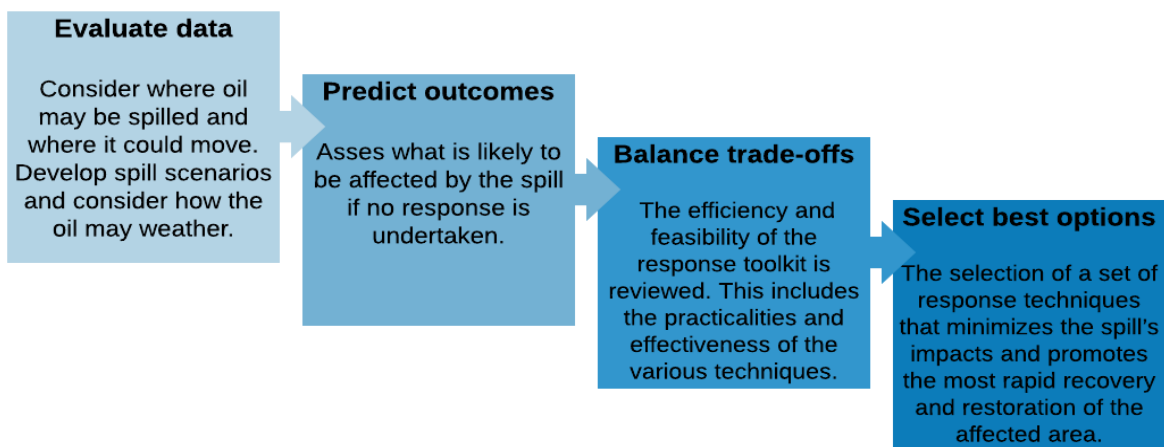 Evaluate data
Consider where oil
may be spilled and
where it could move.
Develop spill scenarios
and consider how the
oil may weather.
Predict outcomes
Asses what is likely to
be affected by the spill
if no response is
undertaken.
Balance trade-offs
The efficiency and
feasibility of the
response toolkit is
reviewed. This includes
the practicalities and
effectiveness of the
various techniques.
Select best options
The selection of a set of
response techniques
that minimizes the spill's
impacts and promotes
the most rapid recovery
and restoration of the
affected area.